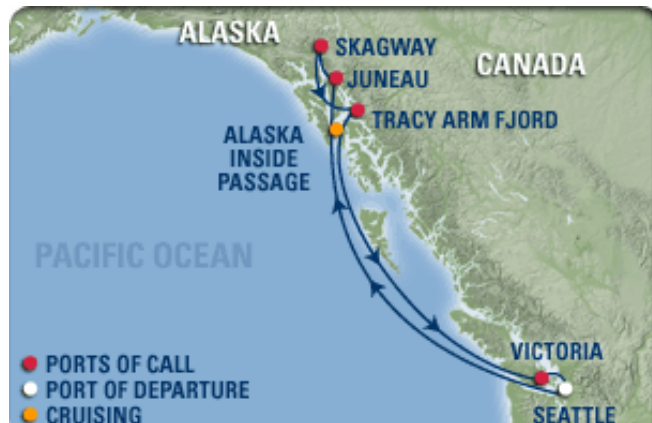 ALASKA
SKAGWAY
CANADA
JUNEAU
TRACY ARM FJORD
ALASKA
INSIDE
PASSAGE
PACIFIC OCEAN
PORTS OF CALL
VICTORIA
PORT OF DEPARTURE
CRUISING
SEATTLE